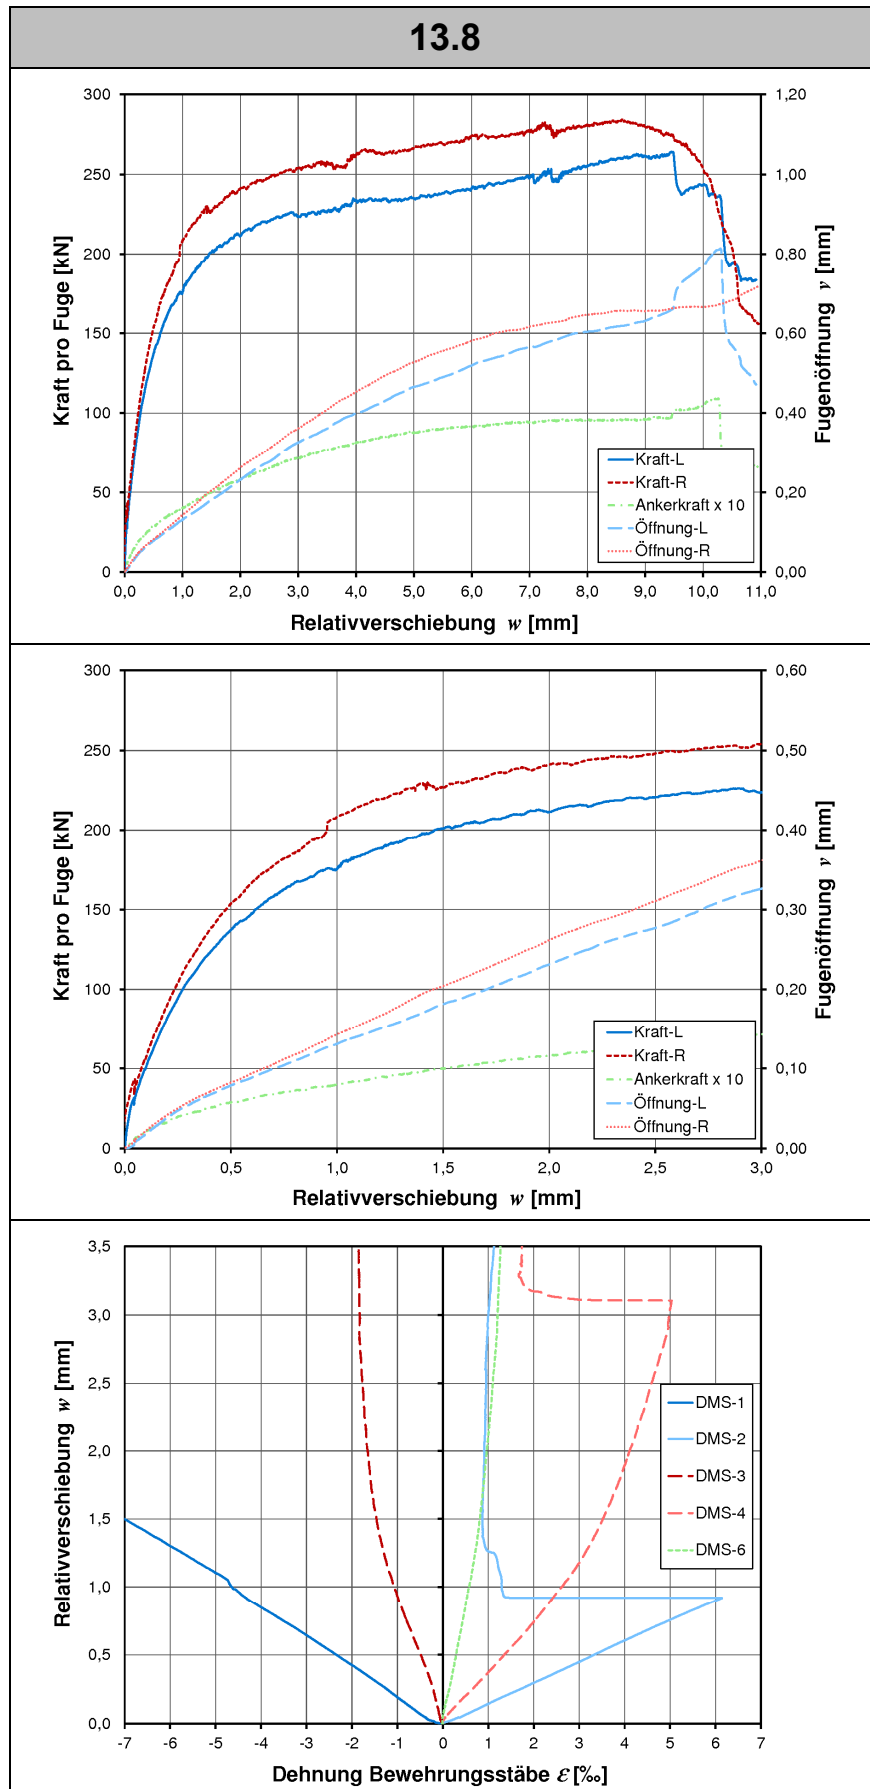 13.8
300
250
200
150
100
50
0
Kraft pro Fuge [kN]
1,20
1,00
0,80
0,60
0,40
0,20
0,00
Fugenöffnung v [mm]
Kraft-L
Kraft-R
Ankerkraft x 10
Öffnung-L
Öffnung-R
0,0 1,0 2,0 3,0 4,0 5,0 6,0 7,0 8,0 9,0 10,0 11,0
Relativverschiebung w [mm]
300
250
200
150
100
50
0
Kraft pro Fuge [kN]
0,60
0,50
0,40
0,30
0,20
0,10
0,00
Fugenöffnung v [mm]
Kraft-L
Kraft-R
Ankerkraft x 10
Öffnung-L
Öffnung-R
0,0 0,5 1,0 1,5 2,0 2,5 3,0
Relativverschiebung w [mm]
3,5
3,0
2,5
2,0
1,5
1,0
0,5
0,0
Relativverschiebung w [mm]
DMS-1
DMS-2
DMS-3
DMS-4
DMS-6
-7 -6 -5 -4 -3 -2 -1 0 1 2 3 4 5 6 7
Dehnung Bewehrungsstäbe ε [‰]